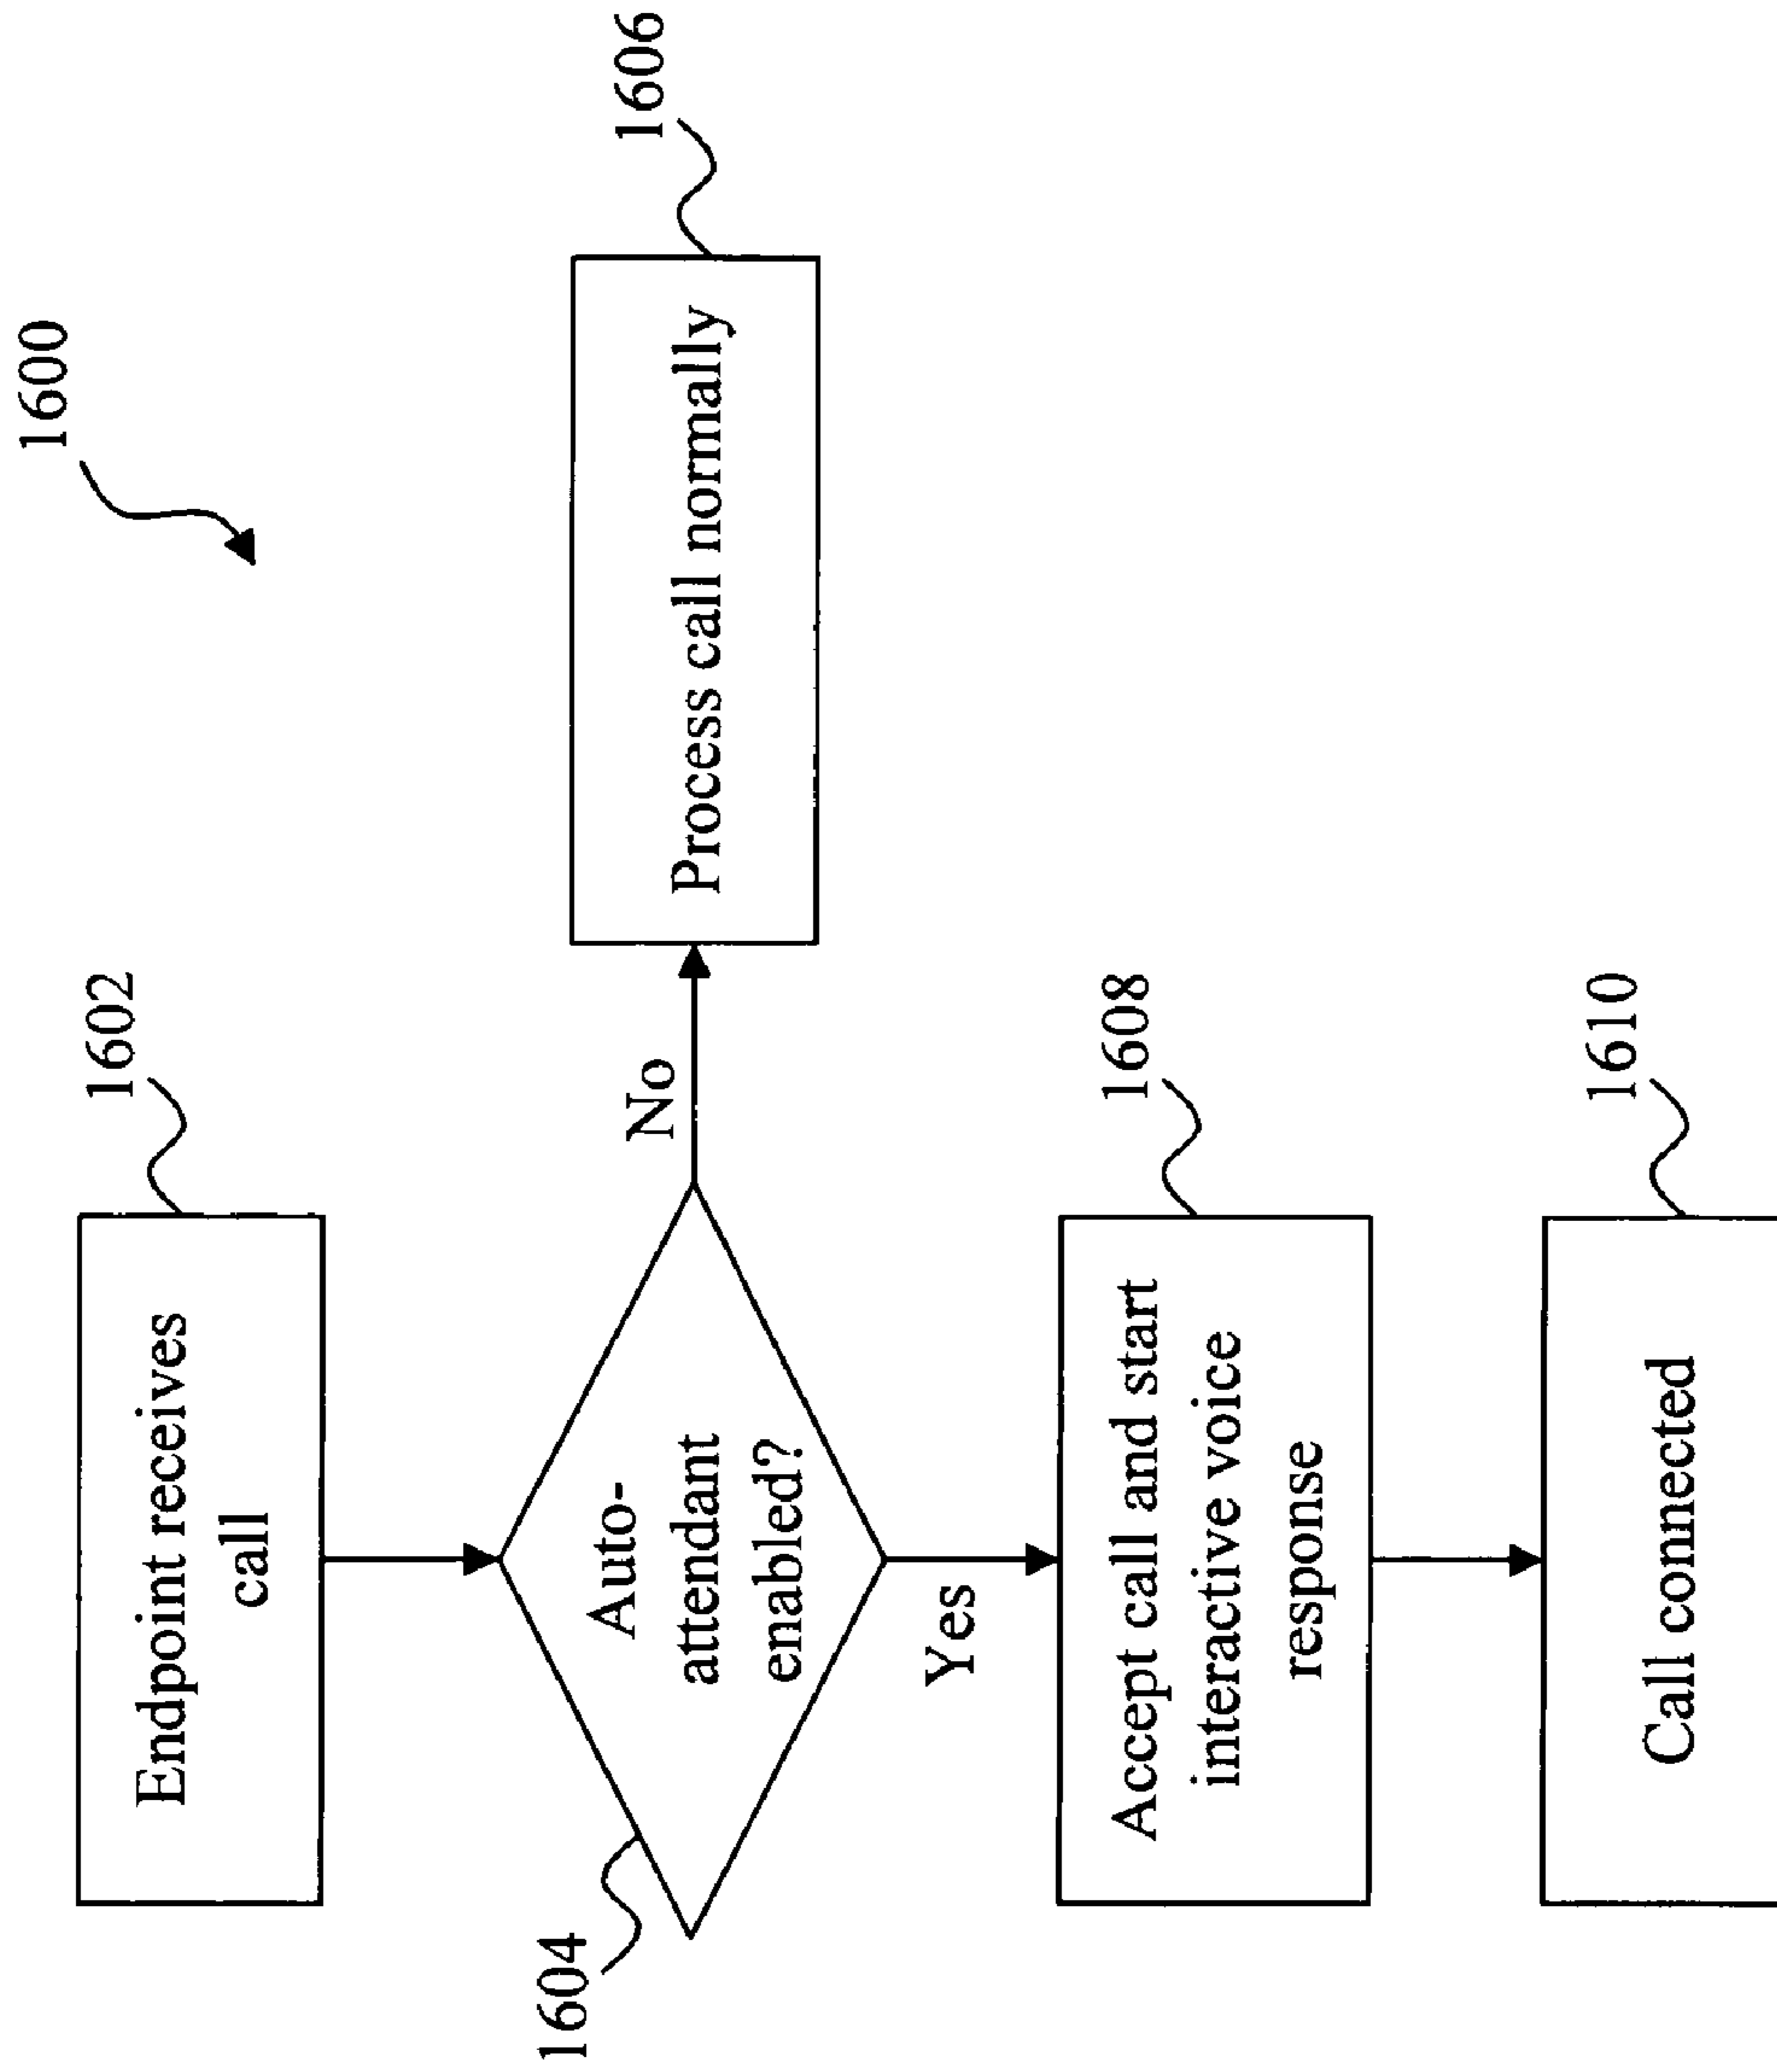 1600
1602
Endpoint receives
call
1604
Auto-
attendant
enabled?
No
1606
Process call normally
Yes
1608
Accept call and start
interactive voice
response
1610
Call connected